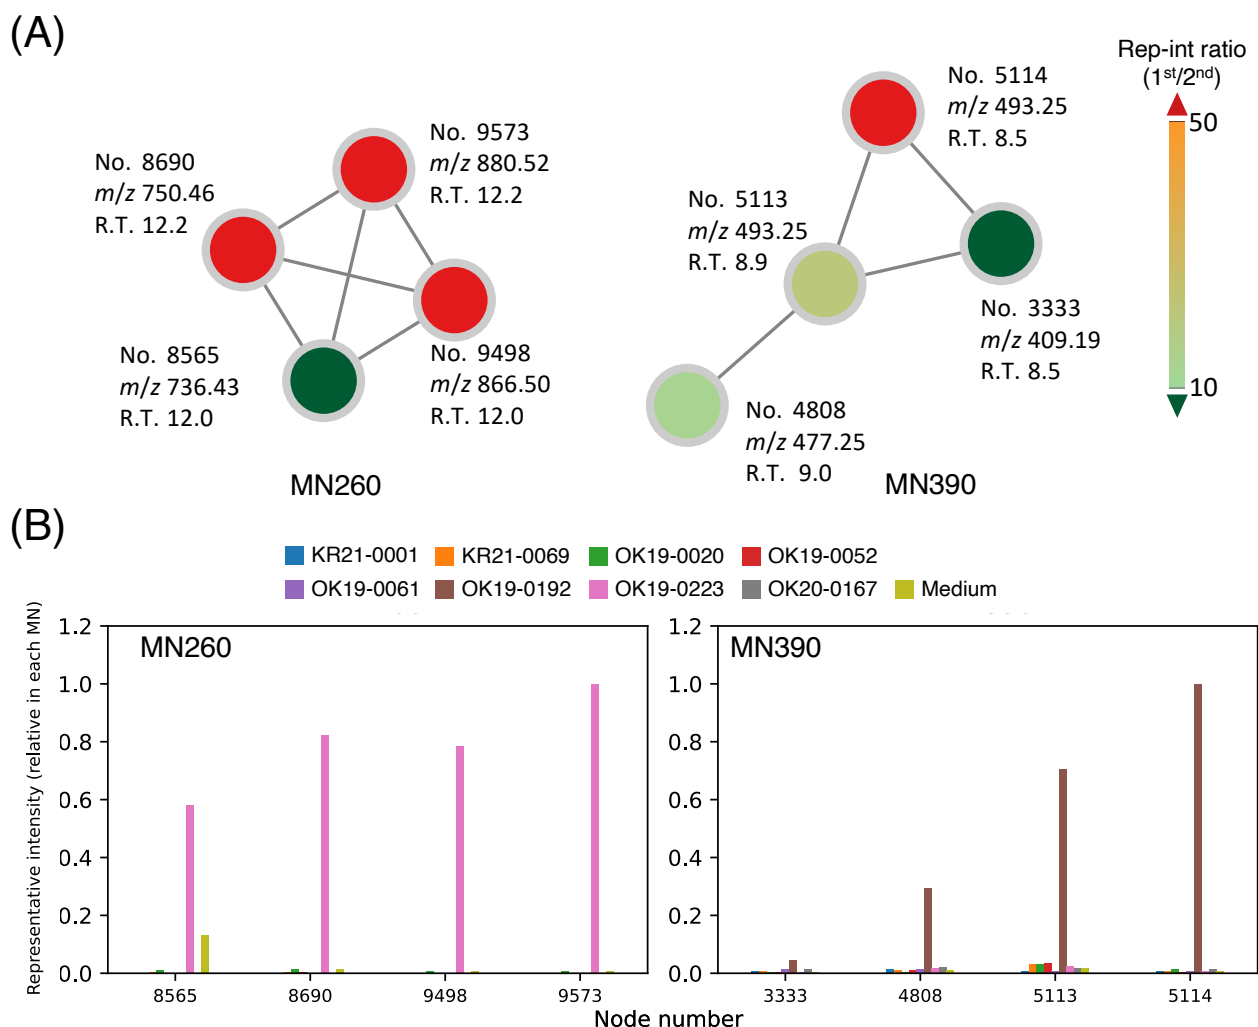 (A)
Rep-int ratio
(1st/2nd)
50
10
No. 5114
m/z 493.25
R.T. 8.5
No. 9573
m/z 880.52
R.T. 12.2
No. 8690
m/z 750.46
R.T. 12.2
No. 5113
m/z 493.25
R.T. 8.9
No. 3333
m/z 409.19
R.T. 8.5
No. 8565
m/z 736.43
R.T. 12.0
No. 9498
m/z 866.50
R.T. 12.0
No. 4808
m/z 477.25
R.T. 9.0
MN260
MN390
(B)
KR21-0001 KR21-0069 OK19-0020 OK19-0052
OK19-0061 OK19-0192 OK19-0223 OK20-0167 Medium
Representative intensity (relative in each MN)
MN260
1.2
1.0
0.8
0.6
0.4
0.2
0.0
8565 8690 9498 9573
MN390
1.2
1.0
0.8
0.6
0.4
0.2
0.0
3333 4808 5113 5114
Node number